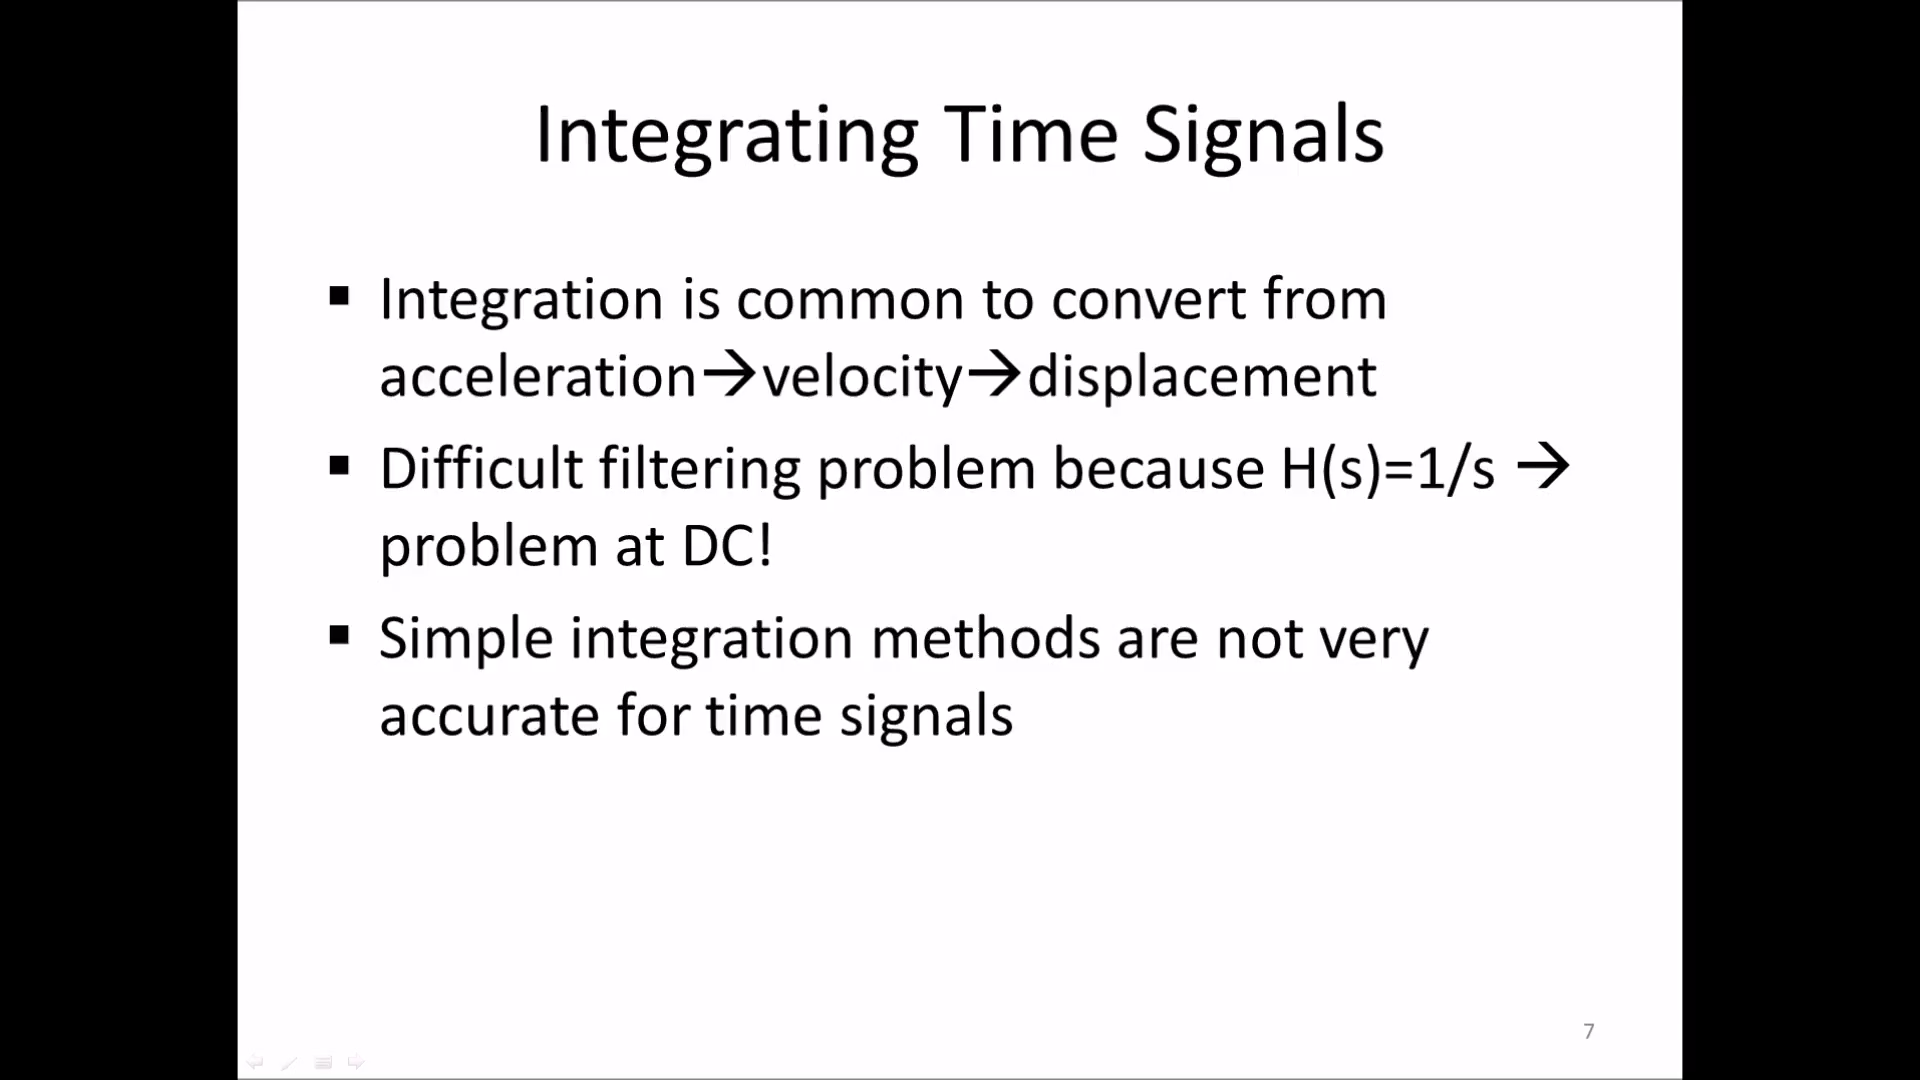 Integrating Time Signals
▪ Integration is common to convert from
acceleration→velocity→displacement
▪ Difficult filtering problem because H(s)=1/s →
problem at DC!
▪ Simple integration methods are not very
accurate for time signals
7